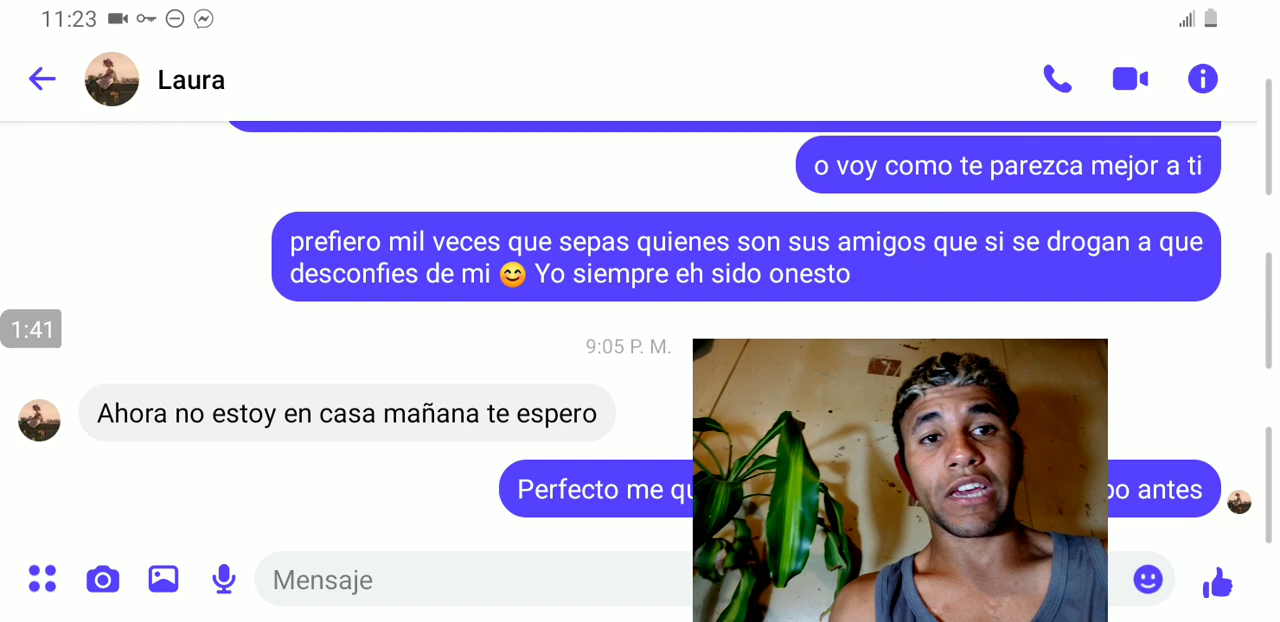 11:23
Laura
o voy como te parezca mejor a ti
prefiero mil veces que sepas quienes son sus amigos que si se drogan a que
desconfies de mi 😊 Yo siempre eh sido onesto
1:41
9:05 P. M.
Ahora no estoy en casa mañana te espero
Perfecto me antes
Mensaje